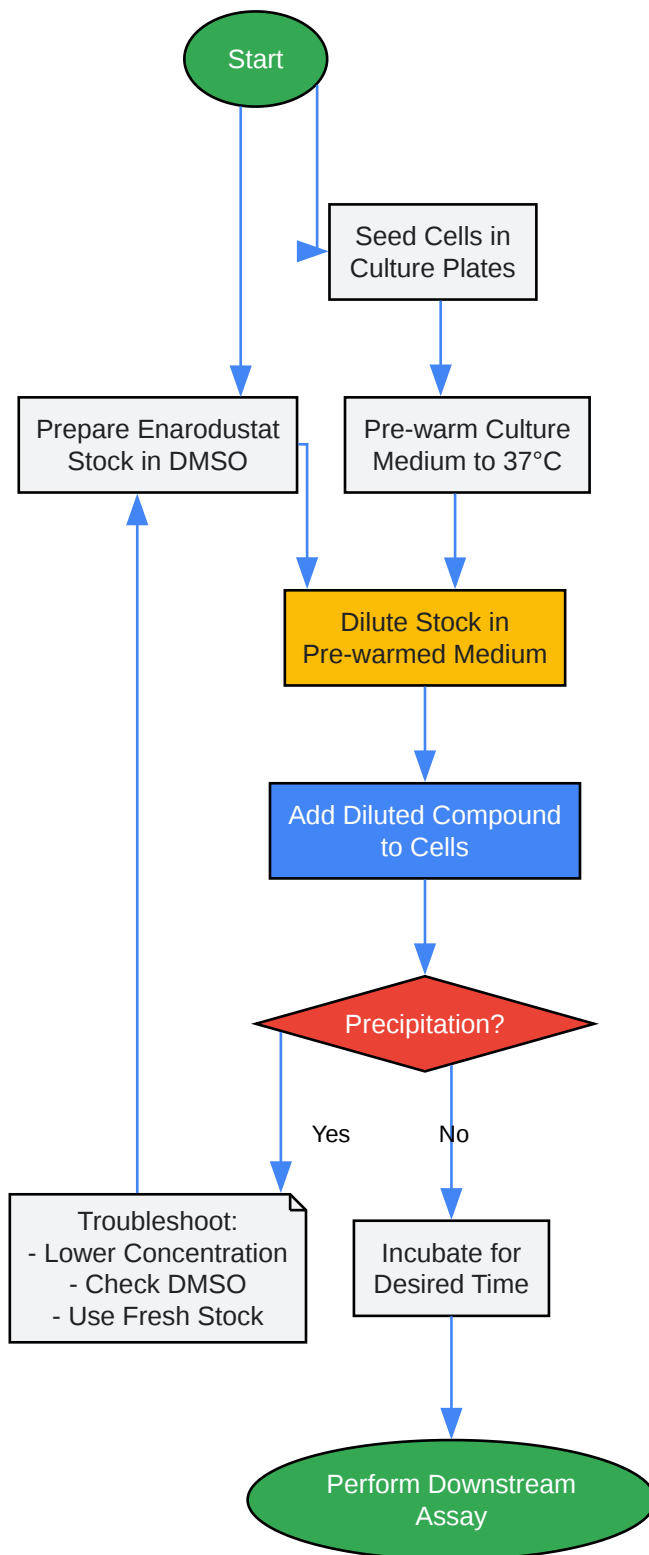 Start
Seed Cells in
Culture Plates
Prepare Enarodustat
Stock in DMSO
Pre-warm Culture
Medium to 37°C
Dilute Stock in
Pre-warmed Medium
Add Diluted Compound
to Cells
Precipitation?
Yes
No
Troubleshoot:
- Lower Concentration
- Check DMSO
- Use Fresh Stock
Incubate for
Desired Time
Perform Downstream
Assay